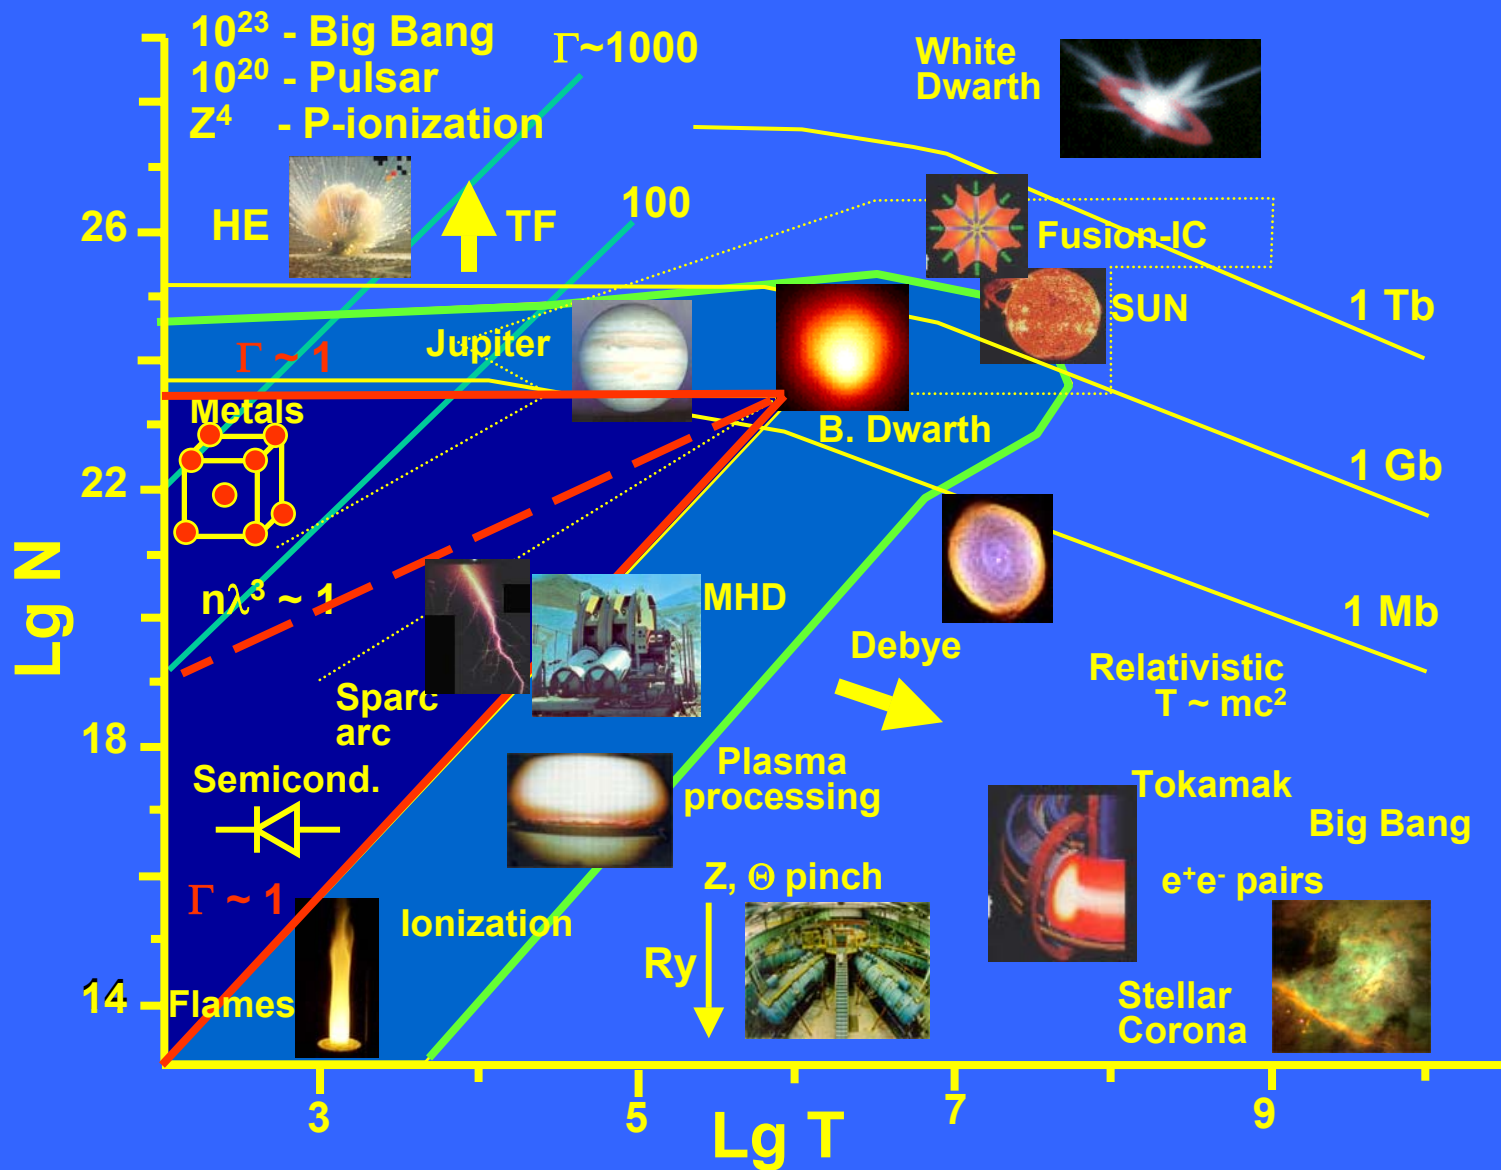 10²³ - Big Bang
10²⁰ - Pulsar
Z⁴ - P-ionization
Γ~1000
White
Dwarth
100
26
HE
TF
Fusion-IC
SUN
1 Tb
Jupiter
Γ ~ 1
Metals
B. Dwarth
22
1 Gb
Lg N
nλ³ ~ 1
MHD
1 Mb
Debye
Relativistic
T ~ mc²
Sparc
arc
18
Semicond.
Plasma
processing
Tokamak
Big Bang
Γ ~ 1
Z, Θ pinch
e⁺e⁻ pairs
Ionization
Ry
14
Flames
Stellar
Corona
3
5
7
9
Lg T